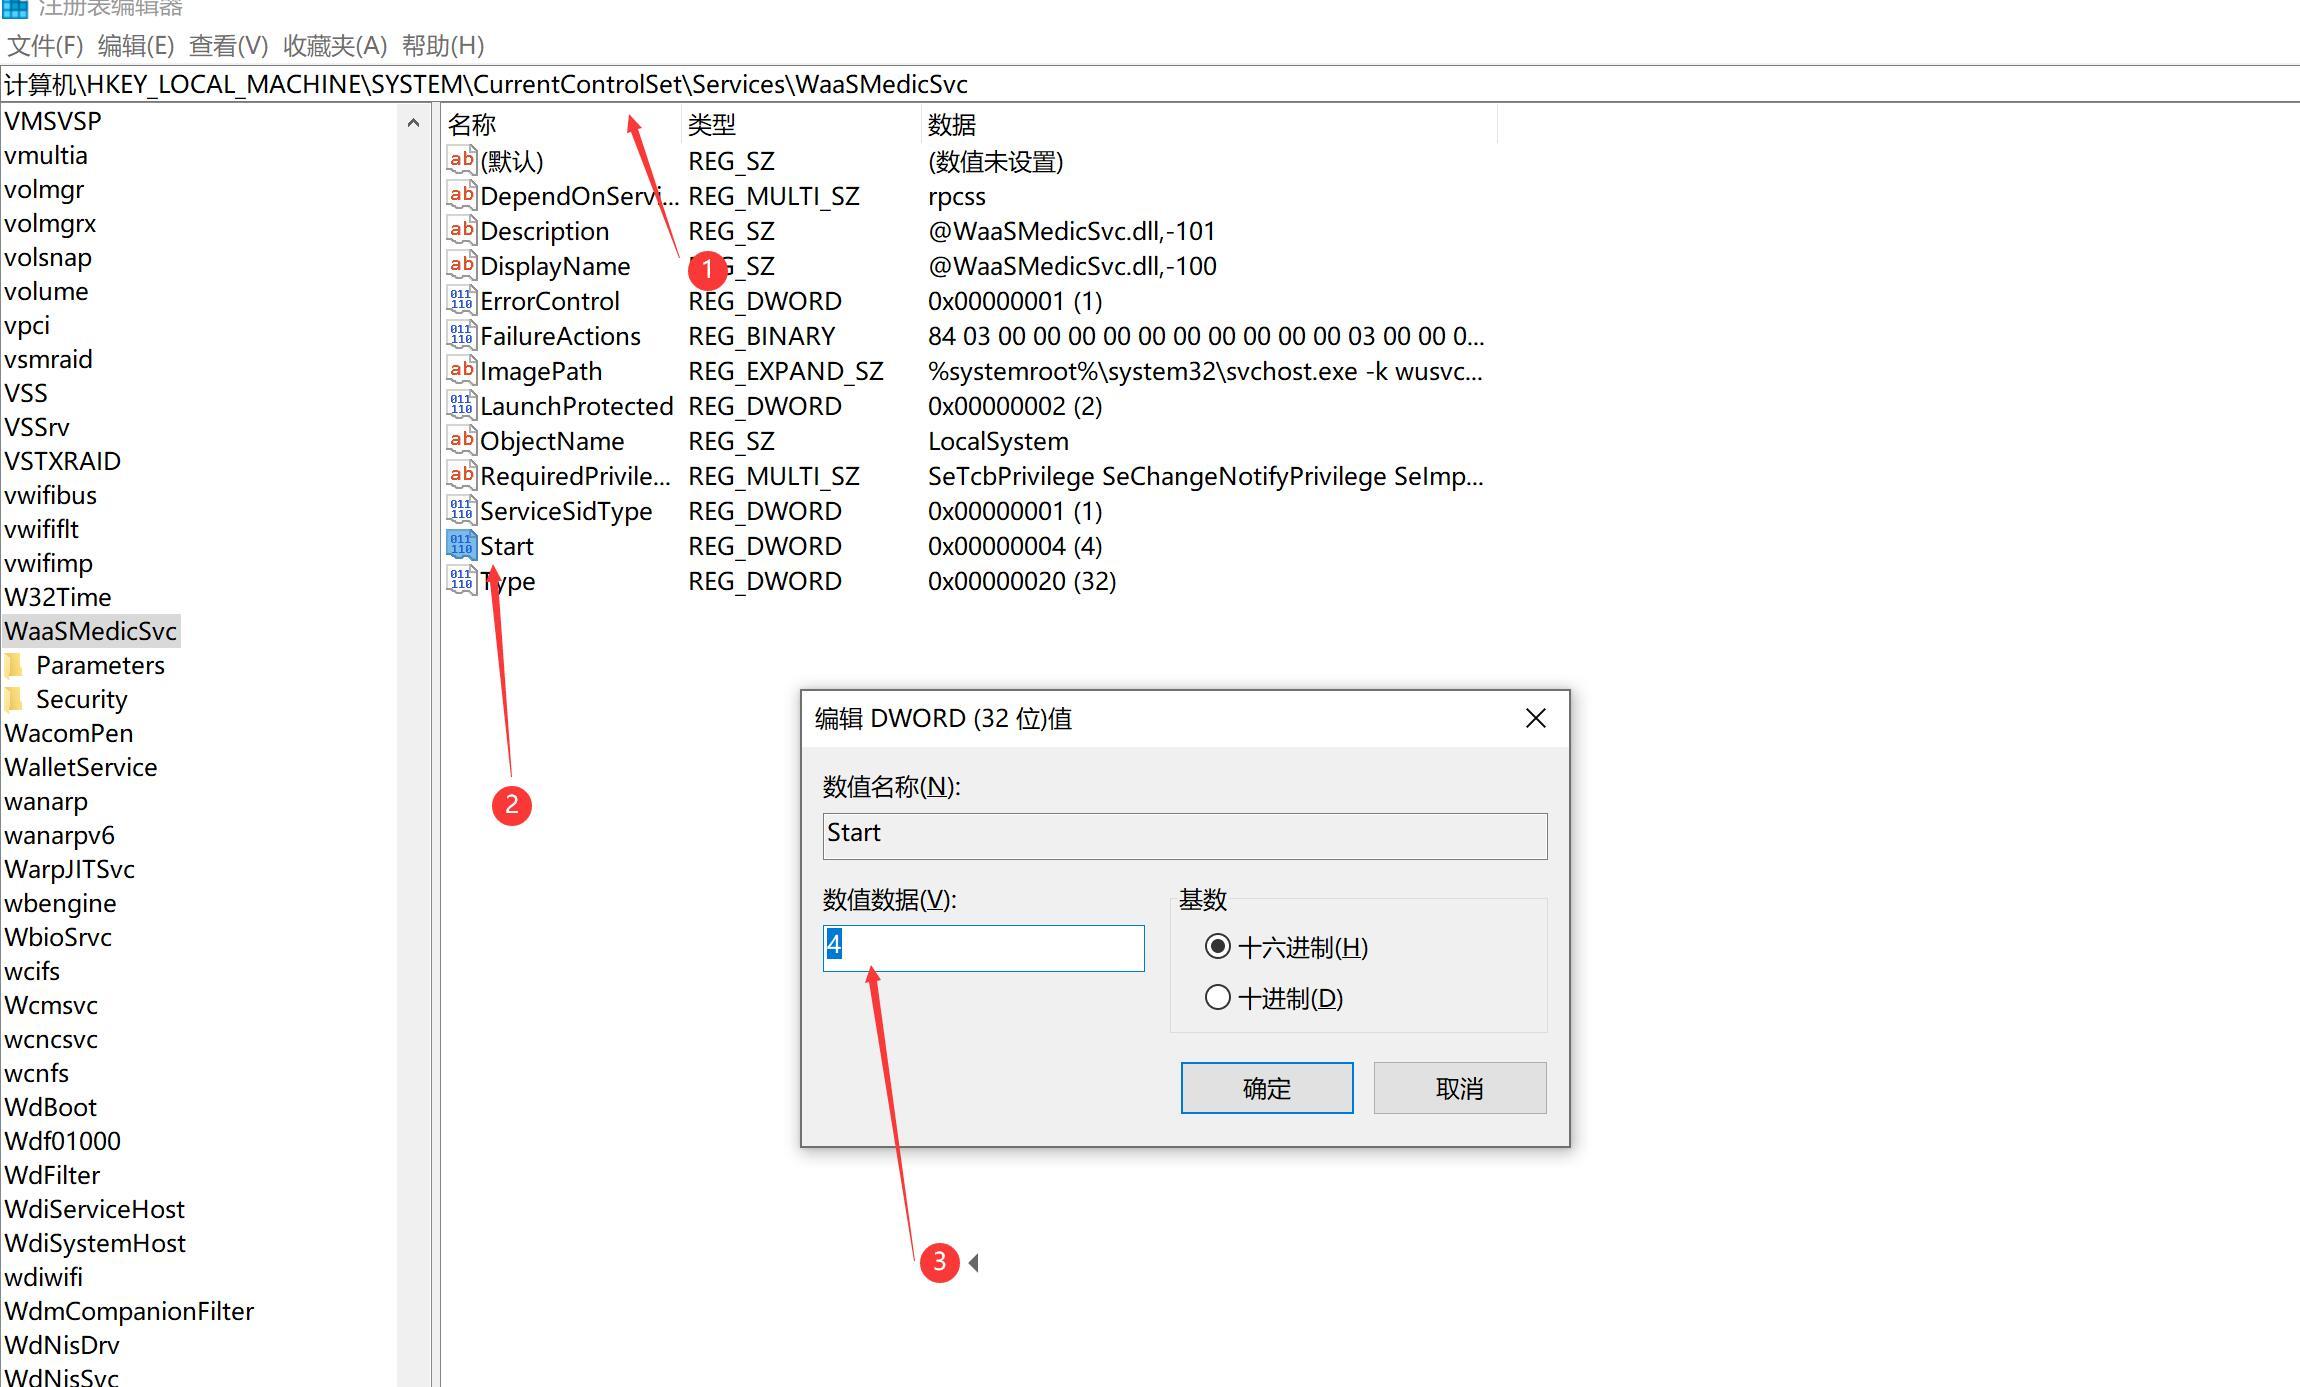 注册表编辑器
文件(F) 编辑(E) 查看(V) 收藏夹(A) 帮助(H)
计算机\HKEY_LOCAL_MACHINE\SYSTEM\CurrentControlSet\Services\WaaSMedicSvc
VMSVSP
vmultia
volmgr
volmgrx
volsnap
volume
vpci
vsmraid
VSS
VSSrv
VSTXRAID
vwifibus
vwififlt
vwifimp
W32Time
WaaSMedicSvc
Parameters
Security
WacomPen
WalletService
wanarp
wanarpv6
WarpJITSvc
wbengine
WbioSrvc
wcifs
Wcmsvc
wcncsvc
wcnfs
WdBoot
Wdf01000
WdFilter
WdiServiceHost
WdiSystemHost
wdiwifi
WdmCompanionFilter
WdNisDrv
WdNisSvc
名称 类型 数据
(默认) REG_SZ (数值未设置)
DependOnServi... REG_MULTI_SZ rpcss
Description REG_SZ @WaaSMedicSvc.dll,-101
DisplayName REG_SZ @WaaSMedicSvc.dll,-100
ErrorControl REG_DWORD 0x00000001 (1)
FailureActions REG_BINARY 84 03 00 00 00 00 00 00 00 00 00 00 03 00 00 0...
ImagePath REG_EXPAND_SZ %systemroot%\system32\svchost.exe -k wusvc...
LaunchProtected REG_DWORD 0x00000002 (2)
ObjectName REG_SZ LocalSystem
RequiredPrivile... REG_MULTI_SZ SeTcbPrivilege SeChangeNotifyPrivilege SeImp...
ServiceSidType REG_DWORD 0x00000001 (1)
Start REG_DWORD 0x00000004 (4)
Type REG_DWORD 0x00000020 (32)
1
2
编辑 DWORD (32 位)值
数值名称(N):
Start
数值数据(V):
4
基数
十六进制(H)
十进制(D)
确定 取消
3